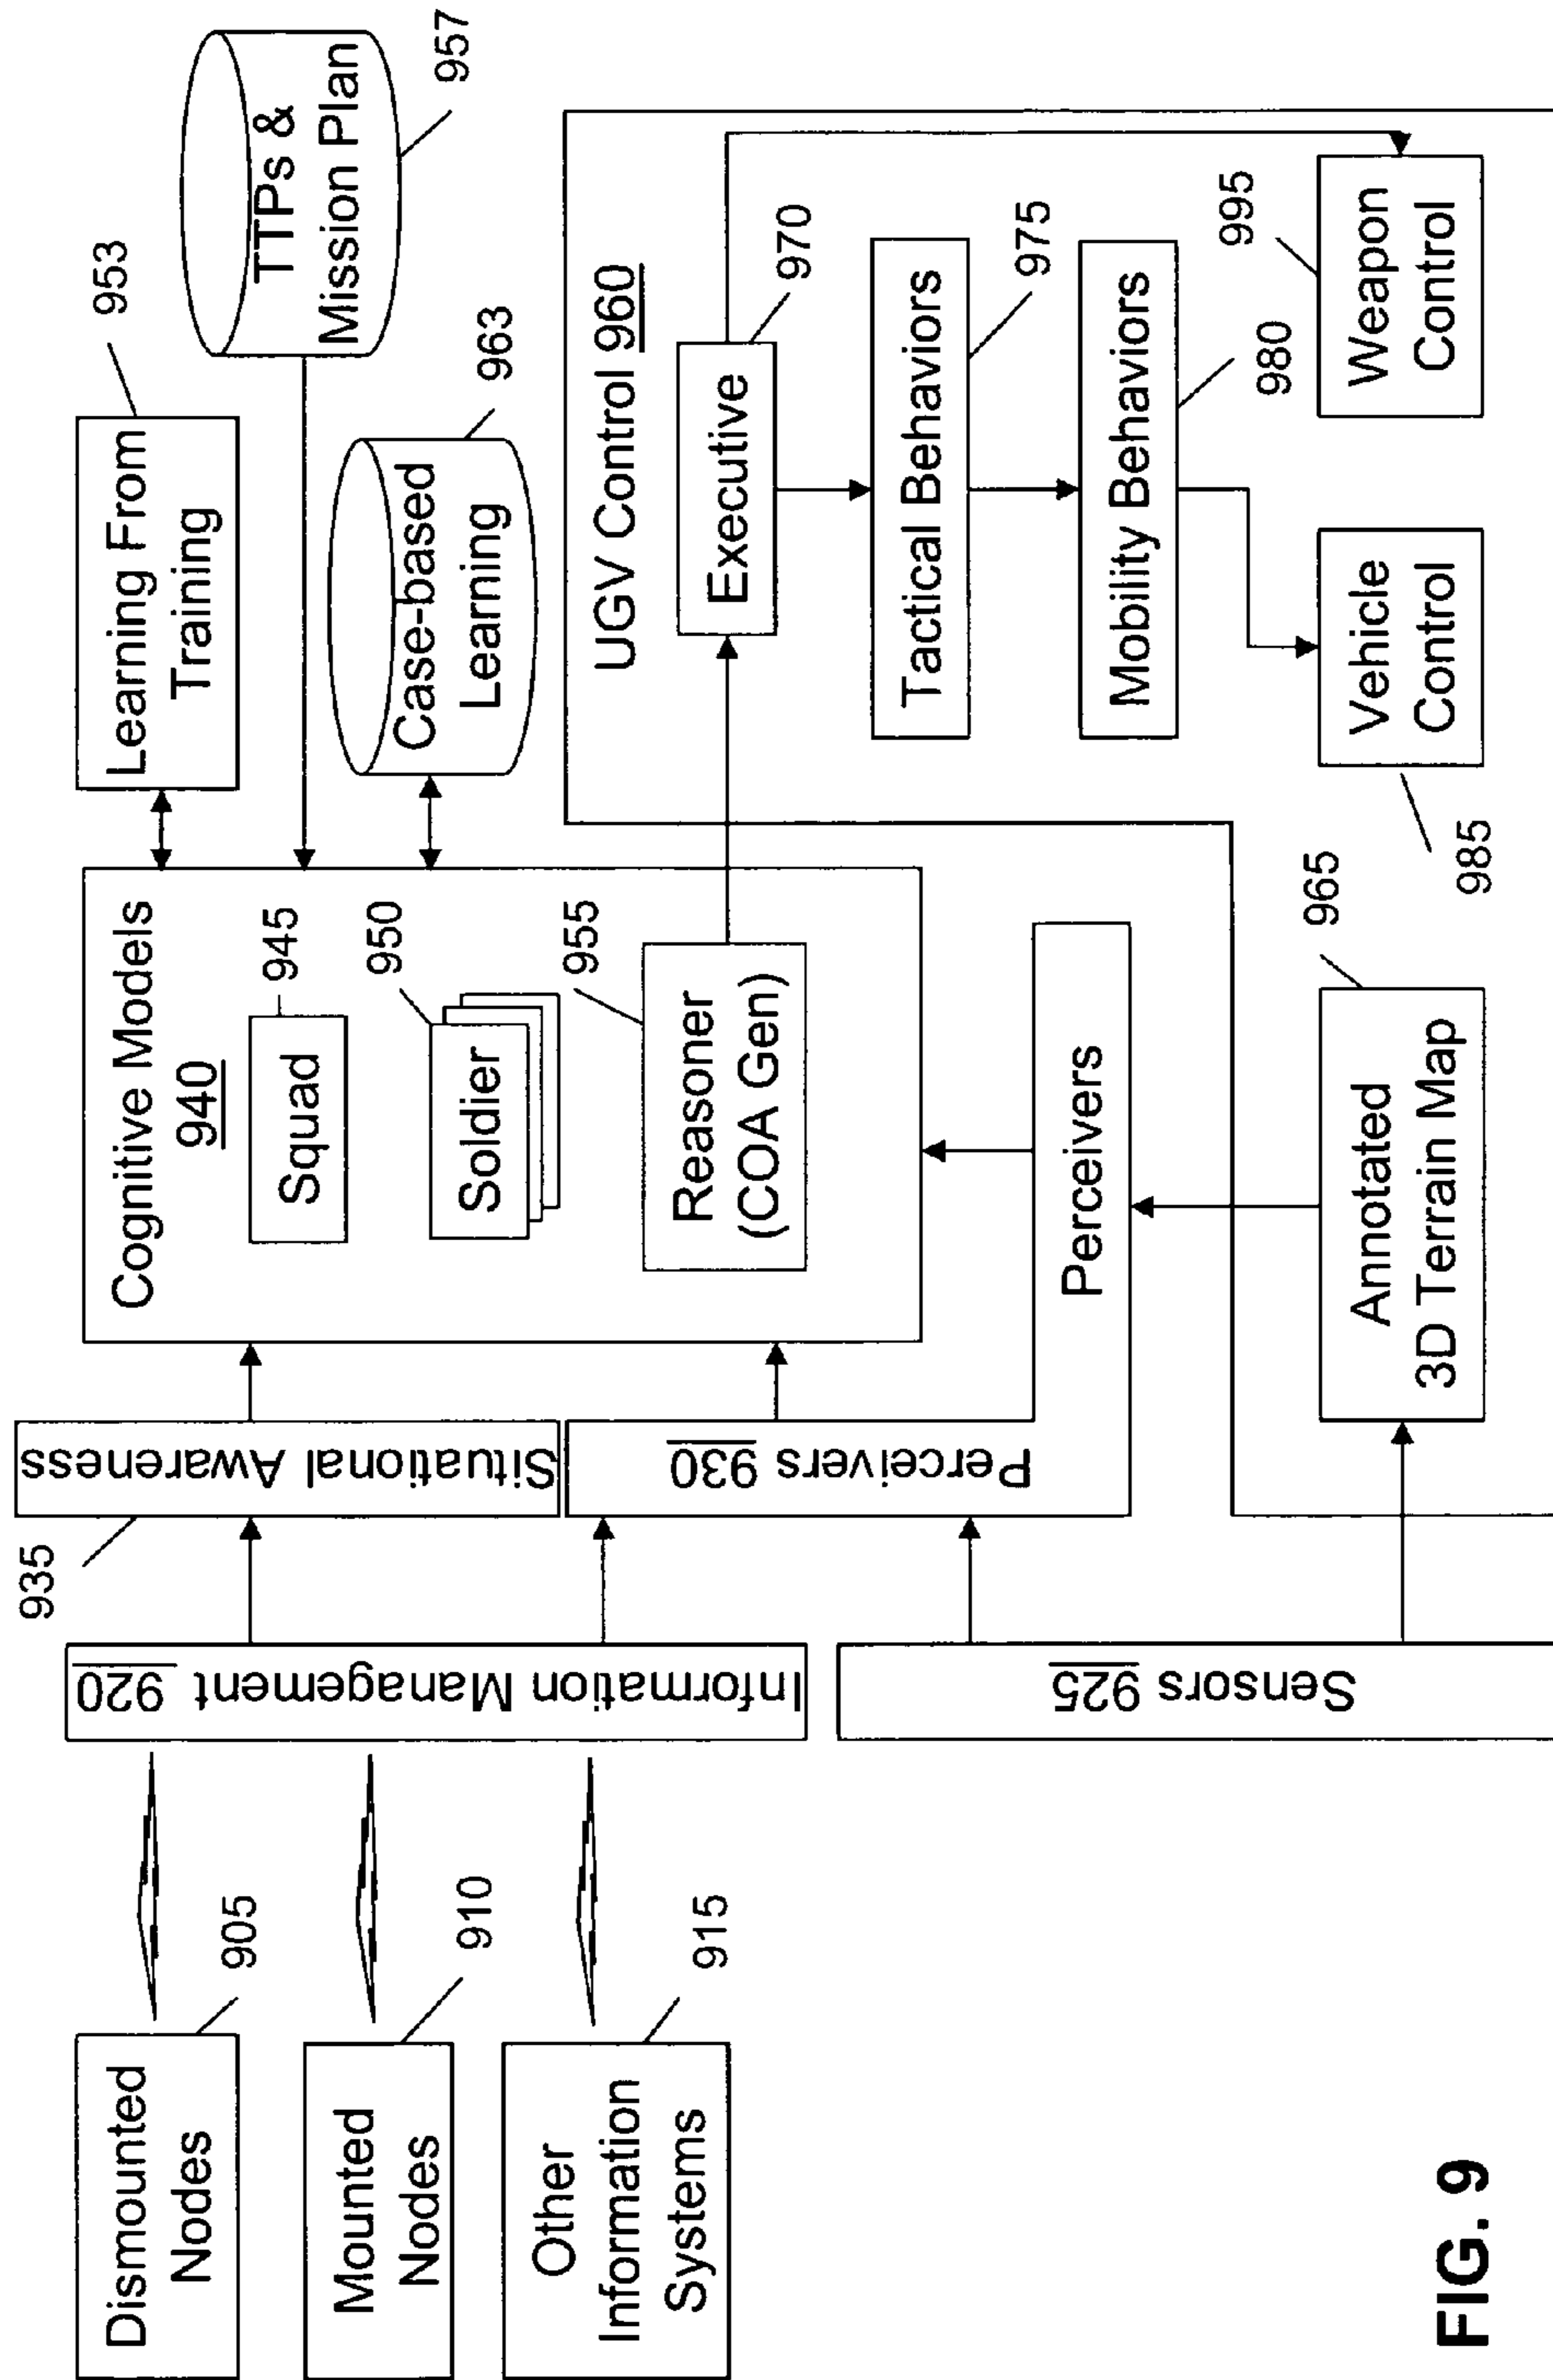 Dismounted
Nodes
905
Mounted
Nodes
910
Other
Information
Systems
915
Information Management 920
Sensors 925
935
Situational Awareness
Perceivers 930
Perceivers
Cognitive Models
940
Squad
945
Soldier
950
Reasoner
(COA Gen)
955
Learning From
Training
953
TTPs &
Mission Plan
957
Case-based
Learning
963
UGV Control 960
Executive
970
Tactical Behaviors
975
Mobility Behaviors
980
Vehicle
Control
985
Weapon
Control
995
Annotated
3D Terrain Map
965
FIG. 9